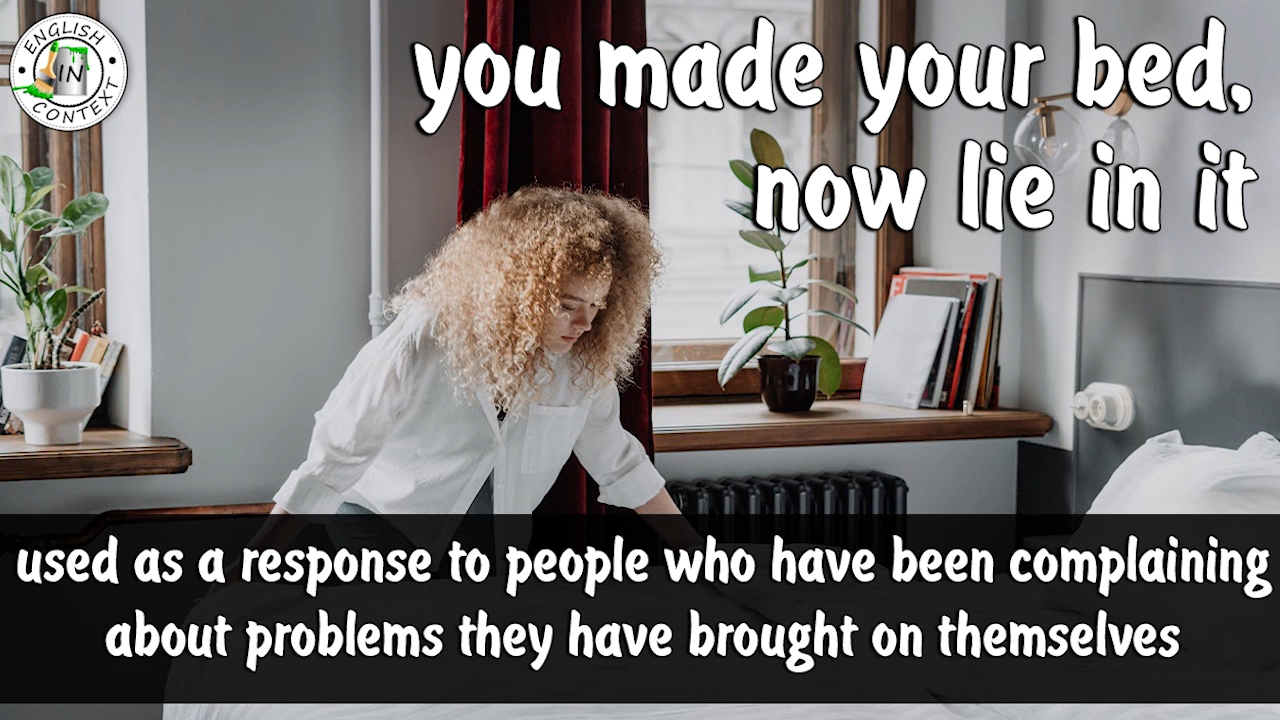 ENGLISH
IN
CONTEXT
you made your bed,
now lie in it
used as a response to people who have been complaining
about problems they have brought on themselves